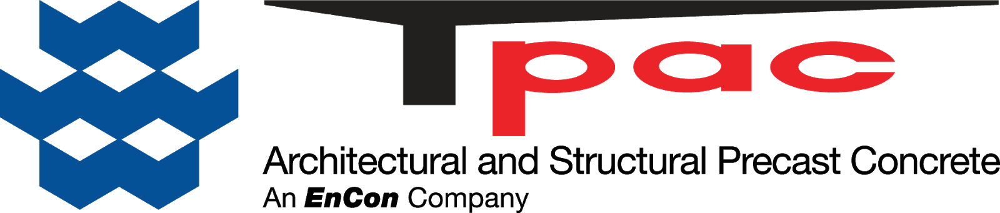 Tpac
Architectural and Structural Precast Concrete
An EnCon Company